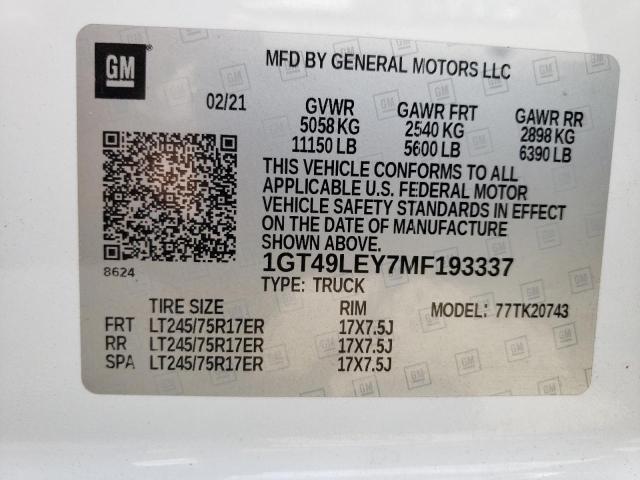 GM
MFD BY GENERAL MOTORS LLC
02/21 GVWR GAWR FRT GAWR RR
5058 KG 2540 KG 2898 KG
11150 LB 5600 LB 6390 LB
THIS VEHICLE CONFORMS TO ALL
APPLICABLE U.S. FEDERAL MOTOR
VEHICLE SAFETY STANDARDS IN EFFECT
ON THE DATE OF MANUFACTURE
SHOWN ABOVE.
8624
1GT49LEY7MF193337
TYPE: TRUCK
TIRE SIZE RIM MODEL: 77TK20743
FRT LT245/75R17ER 17X7.5J
RR LT245/75R17ER 17X7.5J
SPA LT245/75R17ER 17X7.5J